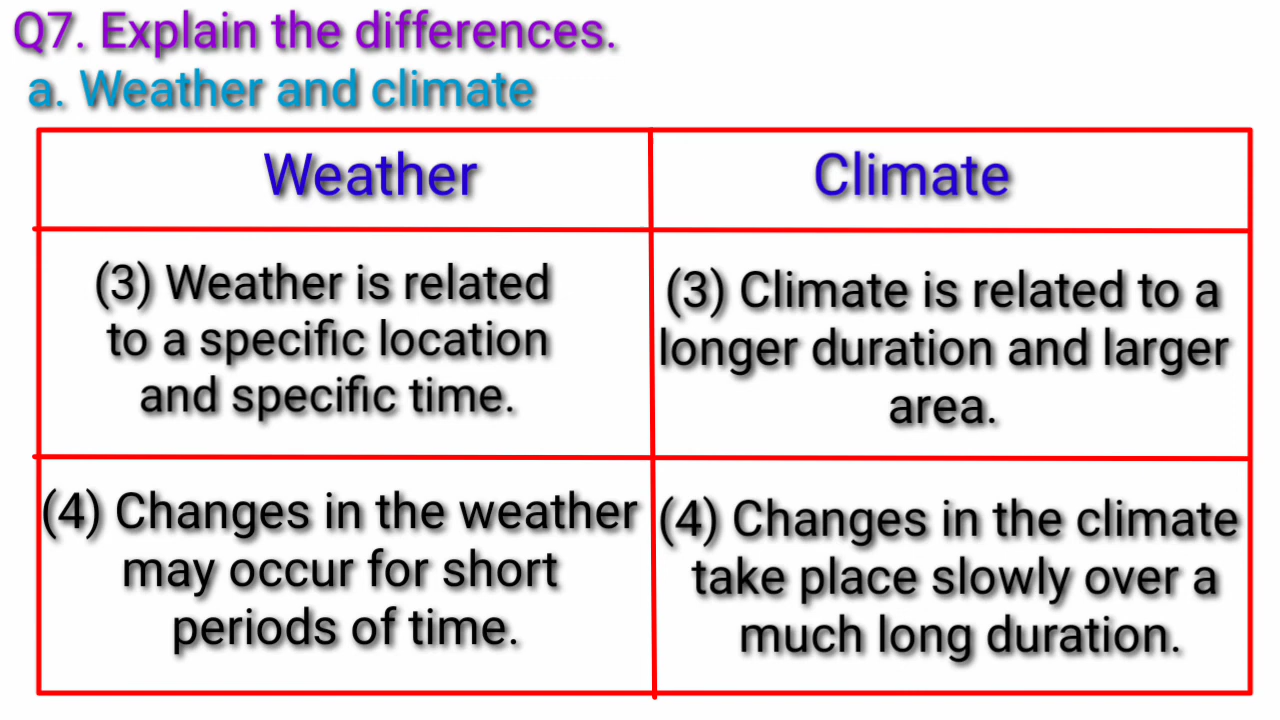 Q7. Explain the differences.
a. Weather and climate
Weather
Climate
(3) Weather is related
to a specific location
and specific time.
(3) Climate is related to a
longer duration and larger
area.
(4) Changes in the weather
may occur for short
periods of time.
(4) Changes in the climate
take place slowly over a
much long duration.